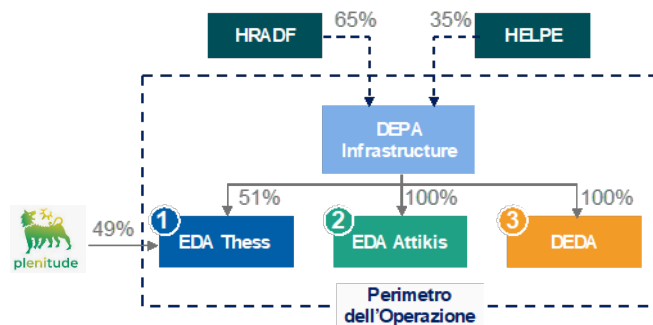 HRADF
65%
35%
HELPE
DEPA
Infrastructure
51%
100%
100%
49%
plenitude
1
EDA Thess
2
EDA Attikis
3
DEDA
Perimetro
dell'Operazione